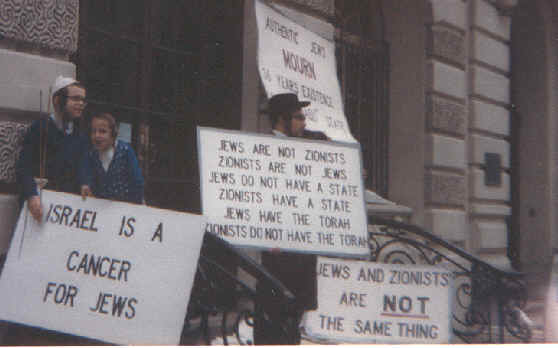 AUTHENTIC JEWS
MOURN
YEARS EXISTENCE
STATE
JEWS ARE NOT ZIONISTS
ZIONISTS ARE NOT JEWS
JEWS DO NOT HAVE A STATE
ZIONISTS HAVE A STATE
JEWS HAVE THE TORAH
ZIONISTS DO NOT HAVE THE TORAH
ISRAEL IS A
CANCER
FOR JEWS
JEWS AND ZIONISTS
ARE NOT
THE SAME THING